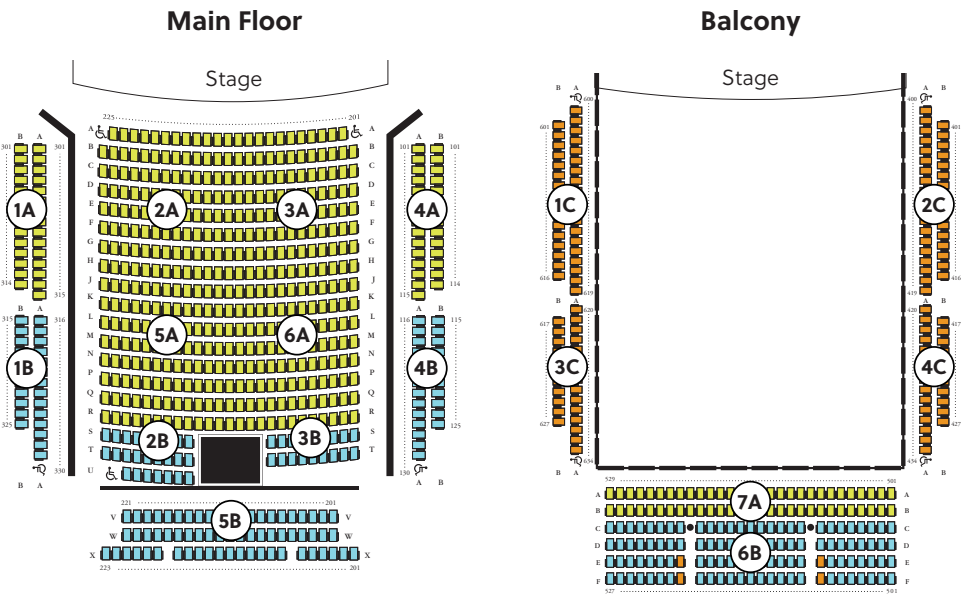 Main Floor
Balcony
Stage
Stage
225
201
A
A
B
B
C
C
D
D
E
E
F
F
G
G
H
H
J
J
K
K
L
L
M
M
N
N
P
P
Q
Q
R
R
S
S
T
T
U
2A
3A
5A
6A
2B
3B
B A
301
301
1A
314
315
B A
315
316
1B
325
330
B A
A B
101
101
4A
115
114
A B
116
115
4B
125
130
A B
221
201
V
V
W
W
X
X
223
201
5B
B A
600
601
1C
616
619
B A
620
617
3C
627
634
B A
A B
400
401
2C
416
419
A B
420
417
4C
427
434
A B
529
501
A
A
B
B
C
C
D
D
E
E
F
F
7A
6B
527
501